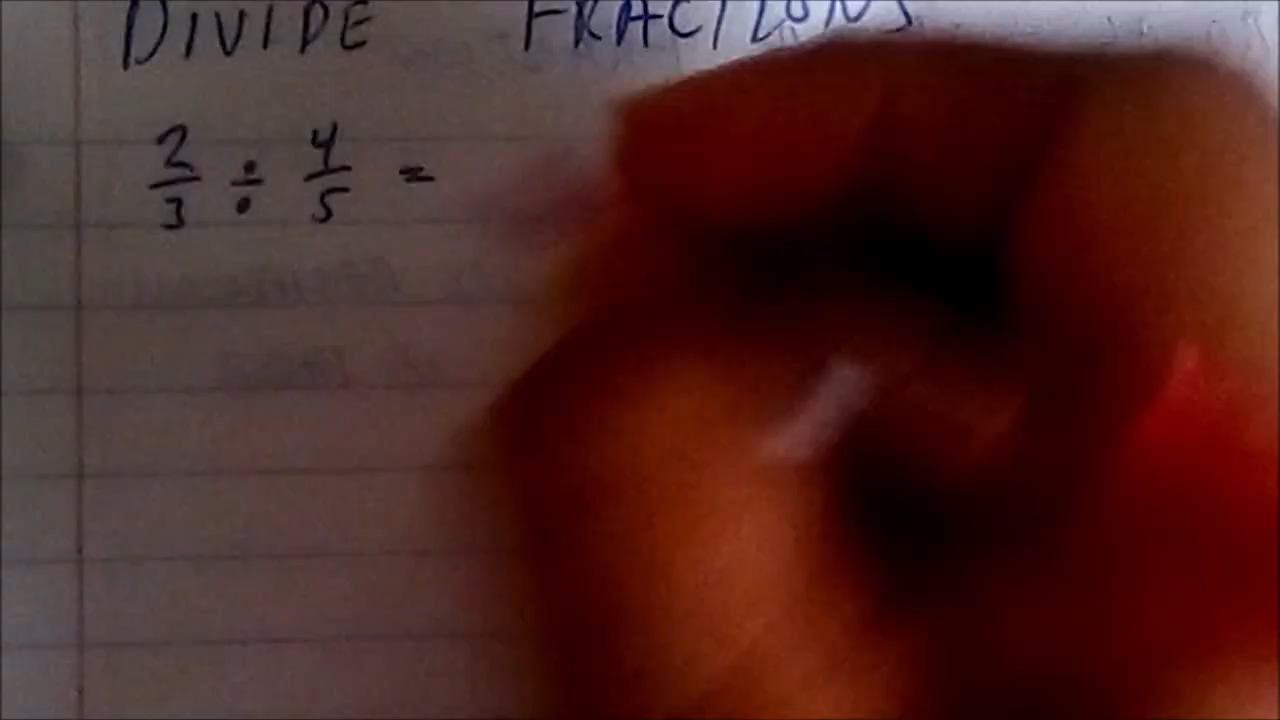 DIVIDE FRACTIONS
2/3 ÷ 4/5 =